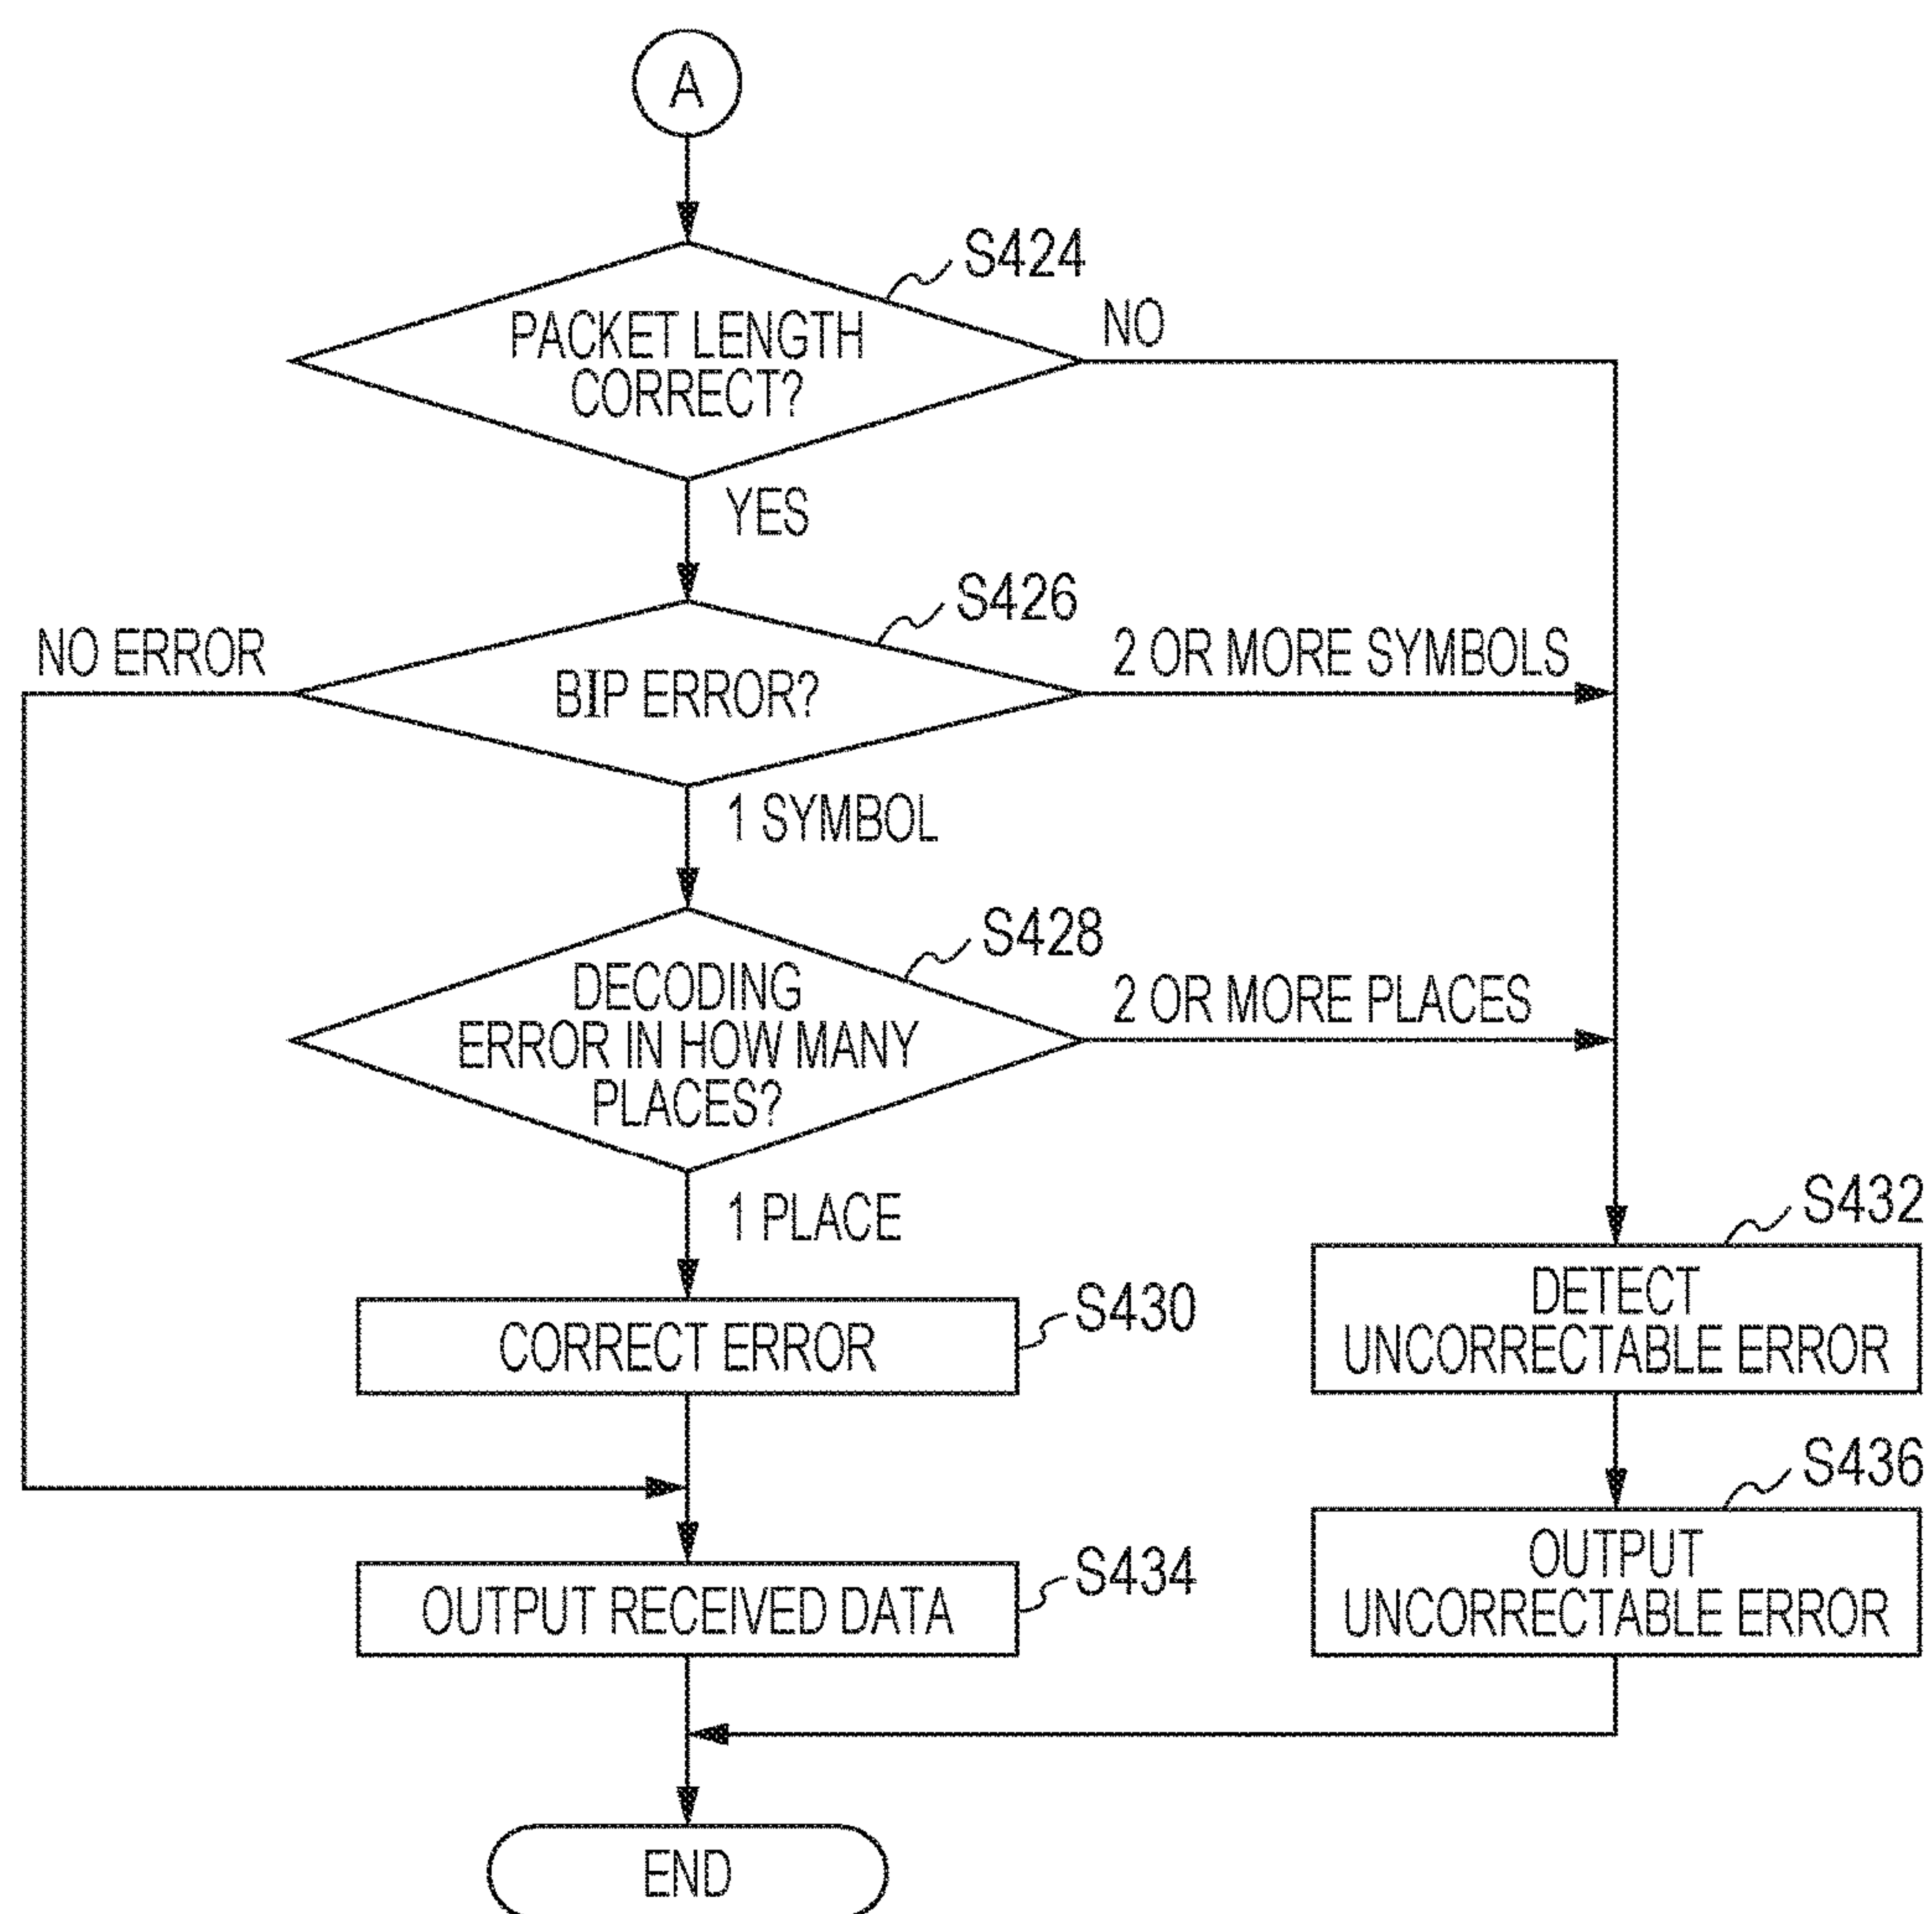 A
S424
PACKET LENGTH
CORRECT?
NO
YES
S426
NO ERROR
BIP ERROR?
2 OR MORE SYMBOLS
1 SYMBOL
S428
DECODING
ERROR IN HOW MANY
PLACES?
2 OR MORE PLACES
1 PLACE
S430
CORRECT ERROR
S432
DETECT
UNCORRECTABLE ERROR
S434
OUTPUT RECEIVED DATA
S436
OUTPUT
UNCORRECTABLE ERROR
END